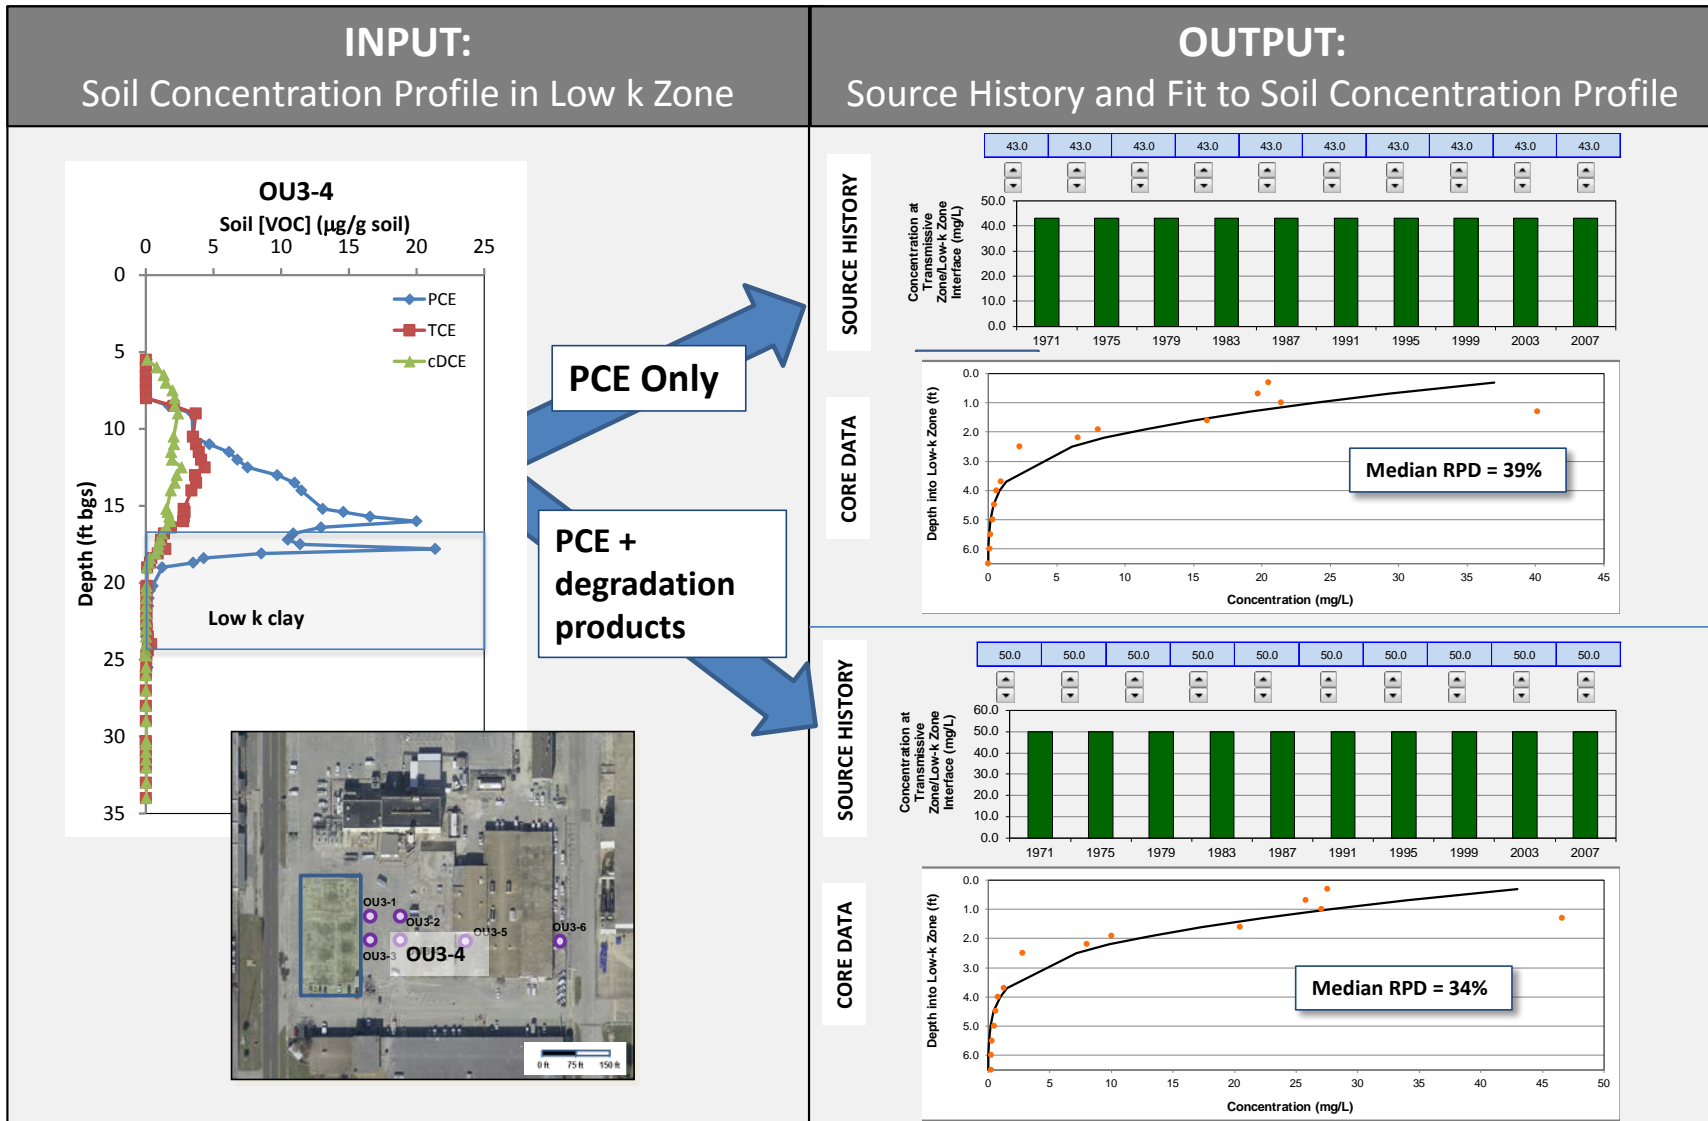 INPUT:
Soil Concentration Profile in Low k Zone
OUTPUT:
Source History and Fit to Soil Concentration Profile
OU3-4
Soil [VOC] (µg/g soil)
0 5 10 15 20 25
0
5
10
15
20
25
30
35
Depth (ft bgs)
PCE
TCE
cDCE
Low k clay
PCE Only
PCE +
degradation
products
OU3-1
OU3-2
OU3-3
OU3-4
OU3-5
OU3-6
0 ft 75 ft 150 ft
SOURCE HISTORY
43.0 43.0 43.0 43.0 43.0 43.0 43.0 43.0 43.0 43.0
Concentration at
Transmissive
Zone/Low-k Zone
Interface (mg/L)
50.0
40.0
30.0
20.0
10.0
0.0
1971 1975 1979 1983 1987 1991 1995 1999 2003 2007
CORE DATA
Depth into Low-k Zone (ft)
0.0
1.0
2.0
3.0
4.0
5.0
6.0
Median RPD = 39%
0 5 10 15 20 25 30 35 40 45
Concentration (mg/L)
SOURCE HISTORY
50.0 50.0 50.0 50.0 50.0 50.0 50.0 50.0 50.0 50.0
Concentration at
Transmissive
Zone/Low-k Zone
Interface (mg/L)
60.0
50.0
40.0
30.0
20.0
10.0
0.0
1971 1975 1979 1983 1987 1991 1995 1999 2003 2007
CORE DATA
Depth into Low-k Zone (ft)
0.0
1.0
2.0
3.0
4.0
5.0
6.0
Median RPD = 34%
0 5 10 15 20 25 30 35 40 45 50
Concentration (mg/L)